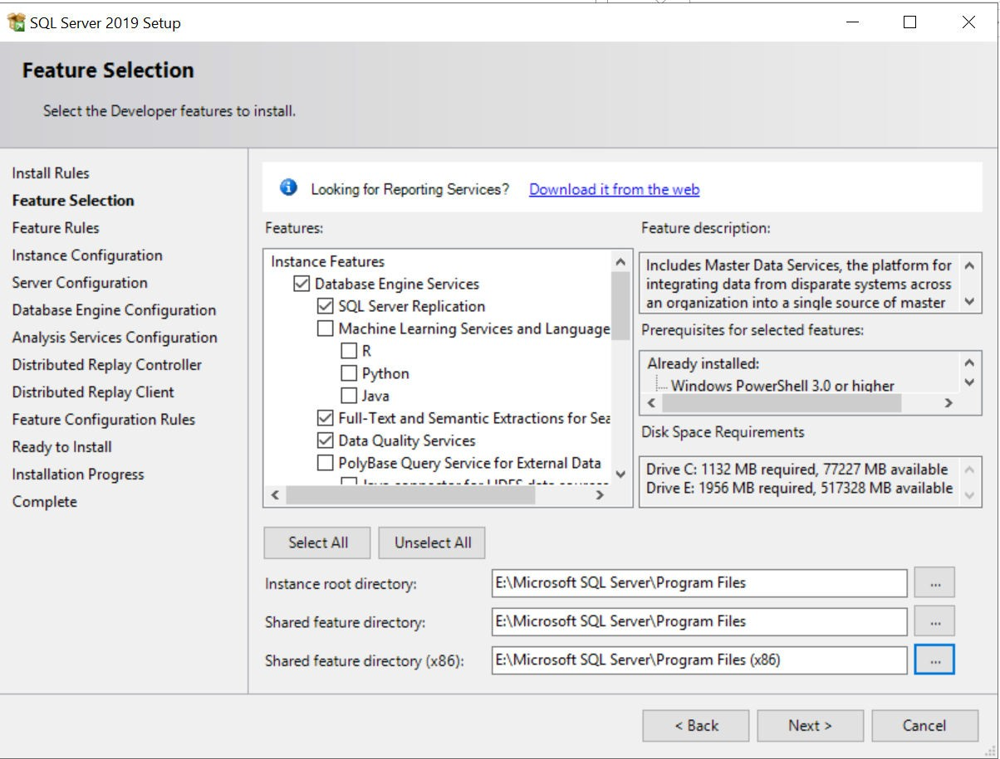 SQL Server 2019 Setup
Feature Selection
Select the Developer features to install.
Install Rules
Feature Selection
Feature Rules
Instance Configuration
Server Configuration
Database Engine Configuration
Analysis Services Configuration
Distributed Replay Controller
Distributed Replay Client
Feature Configuration Rules
Ready to Install
Installation Progress
Complete
Looking for Reporting Services? Download it from the web
Features:
Instance Features
Database Engine Services
SQL Server Replication
Machine Learning Services and Language
R
Python
Java
Full-Text and Semantic Extractions for Sea
Data Quality Services
PolyBase Query Service for External Data
Java connector for HDFS data sources
Feature description:
Includes Master Data Services, the platform for
integrating data from disparate systems across
an organization into a single source of master
Prerequisites for selected features:
Already installed:
Windows PowerShell 3.0 or higher
Disk Space Requirements
Drive C: 1132 MB required, 77227 MB available
Drive E: 1956 MB required, 517328 MB available
Select All
Unselect All
Instance root directory:
E:\Microsoft SQL Server\Program Files
...
Shared feature directory:
E:\Microsoft SQL Server\Program Files
...
Shared feature directory (x86):
E:\Microsoft SQL Server\Program Files (x86)
...
< Back
Next >
Cancel